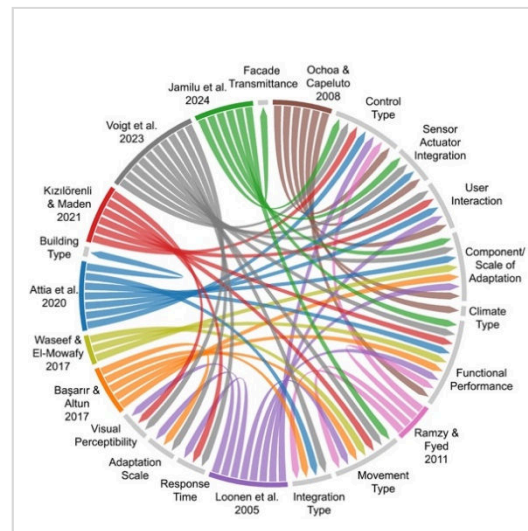 Facade
Transmittance
Ochoa &
Capeluto
2008
Control
Type
Sensor
Actuator
Integration
User
Interaction
Component/
Scale of
Adaptation
Climate
Type
Functional
Performance
Ramzy &
Fyed
2011
Movement
Type
Integration
Type
Loonen et al.
2005
Response
Time
Adaptation
Scale
Visual
Perceptibility
Başarır &
Altun
2017
Waseef &
El-Mowafy
2017
Attia et al.
2020
Building
Type
Kızılörenli
& Maden
2021
Voigt et al.
2023
Jamilu et al.
2024